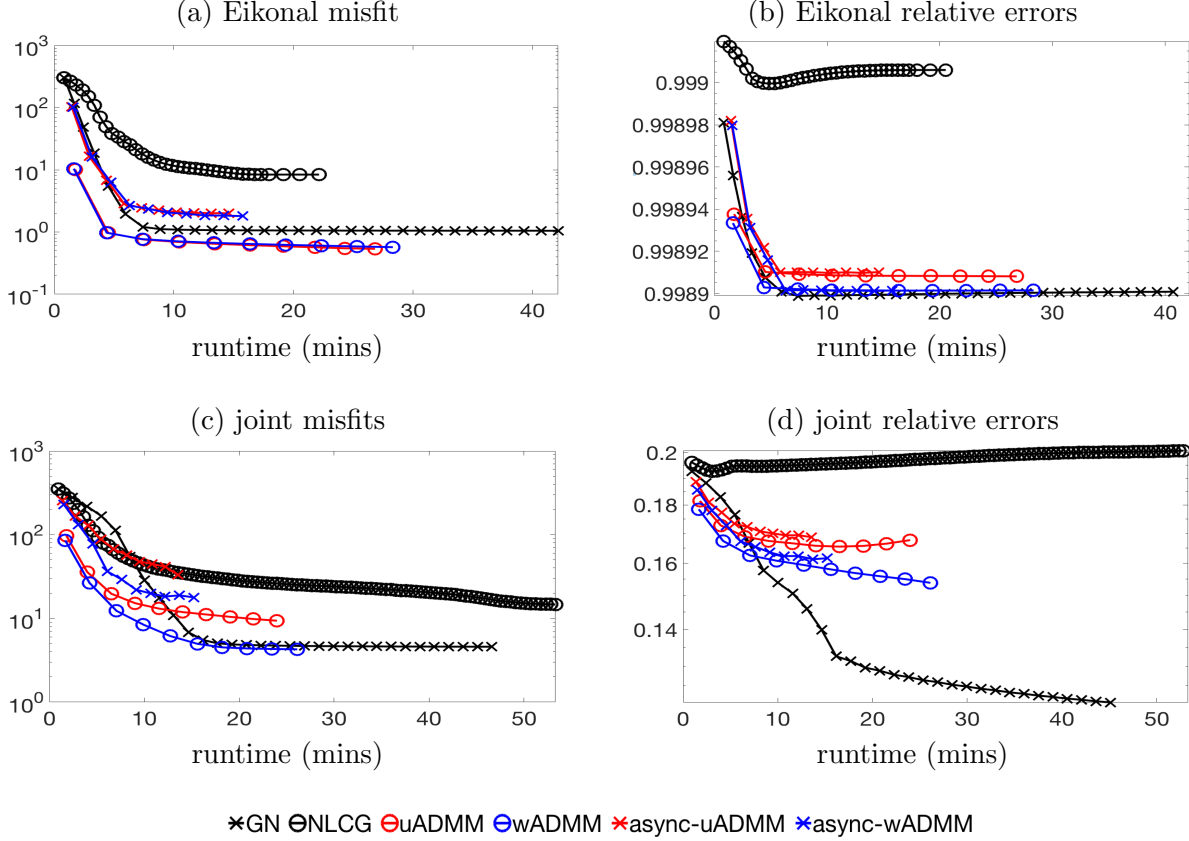 (a) Eikonal misfit
10³
10²
10¹
10⁰
10⁻¹
0 10 20 30 40
runtime (mins)
(b) Eikonal relative errors
0.999
0.99898
0.99896
0.99894
0.99892
0.9989
0 10 20 30 40
runtime (mins)
(c) joint misfits
10³
10²
10¹
10⁰
0 10 20 30 40 50
runtime (mins)
(d) joint relative errors
0.2
0.18
0.16
0.14
0 10 20 30 40 50
runtime (mins)
GN NLCG uADMM wADMM async-uADMM async-wADMM